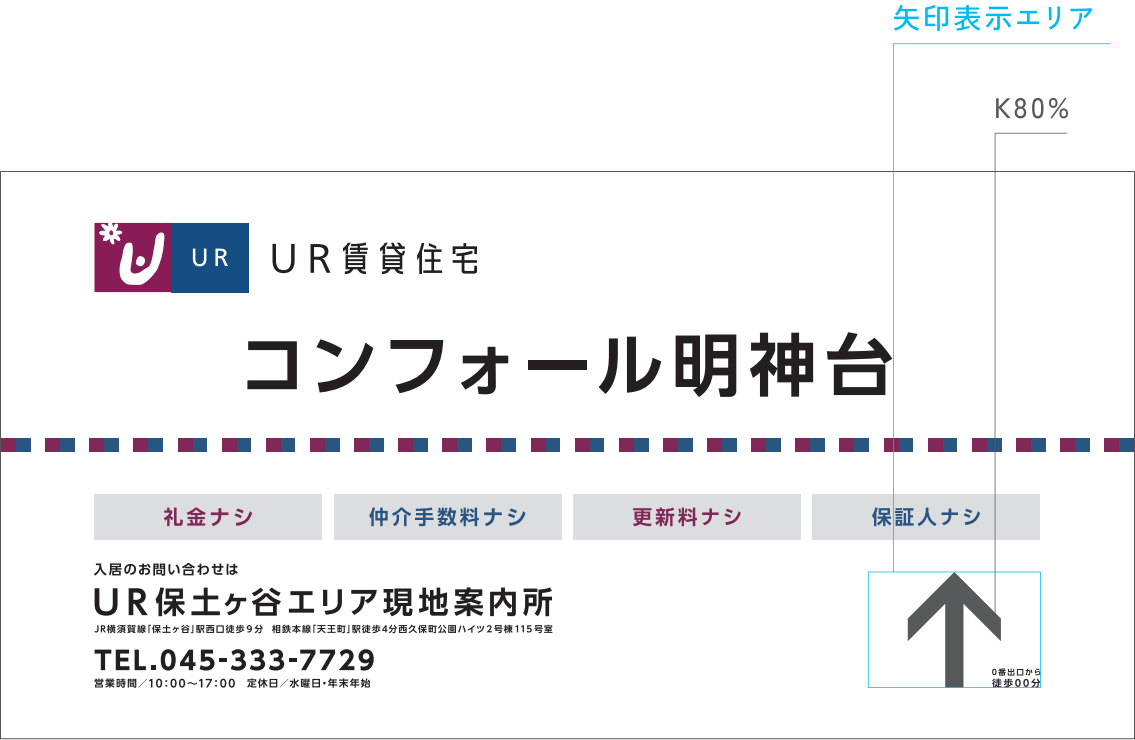 矢印表示エリア
K80%
UR
UR賃貸住宅
コンフォール明神台
礼金ナシ
仲介手数料ナシ
更新料ナシ
保証人ナシ
入居のお問い合わせは
UR保土ヶ谷エリア現地案内所
JR横須賀線「保土ヶ谷」駅西口徒歩9分 相鉄本線「天王町」駅徒歩4分西久保町公園ハイツ2号棟115号室
TEL.045-333-7729
営業時間／10：00〜17：00 定休日／水曜日・年末年始
0番出口から
徒歩00分